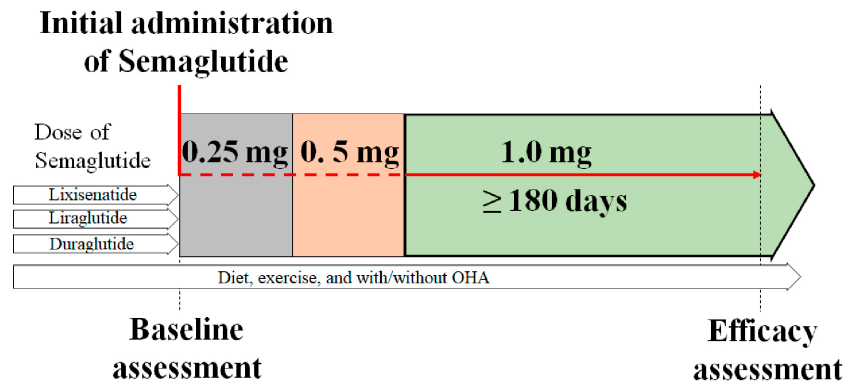 Initial administration
of Semaglutide
Dose of
Semaglutide
0.25 mg
0. 5 mg
1.0 mg
≥ 180 days
Lixisenatide
Liraglutide
Duraglutide
Diet, exercise, and with/without OHA
Baseline
assessment
Efficacy
assessment